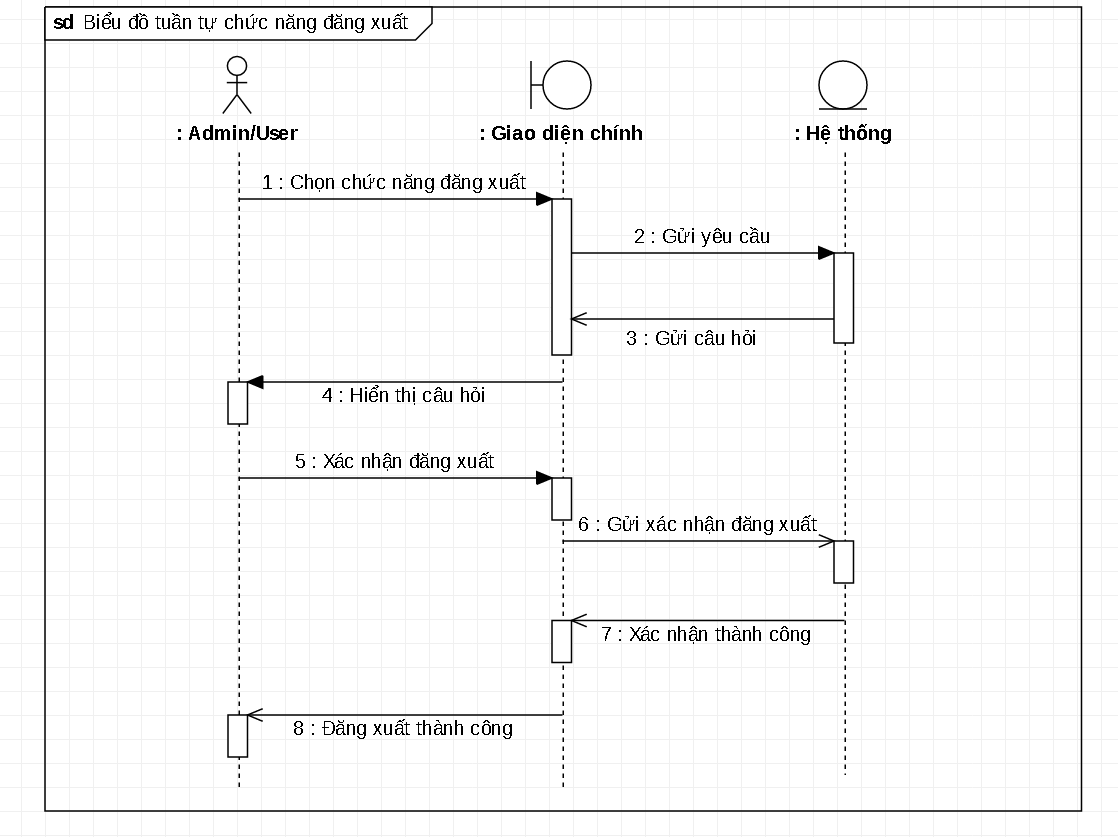 sd Biểu đồ tuần tự chức năng đăng xuất
: Admin/User
: Giao diện chính
: Hệ thống
1 : Chọn chức năng đăng xuất
2 : Gửi yêu cầu
3 : Gửi câu hỏi
4 : Hiển thị câu hỏi
5 : Xác nhận đăng xuất
6 : Gửi xác nhận đăng xuất
7 : Xác nhận thành công
8 : Đăng xuất thành công